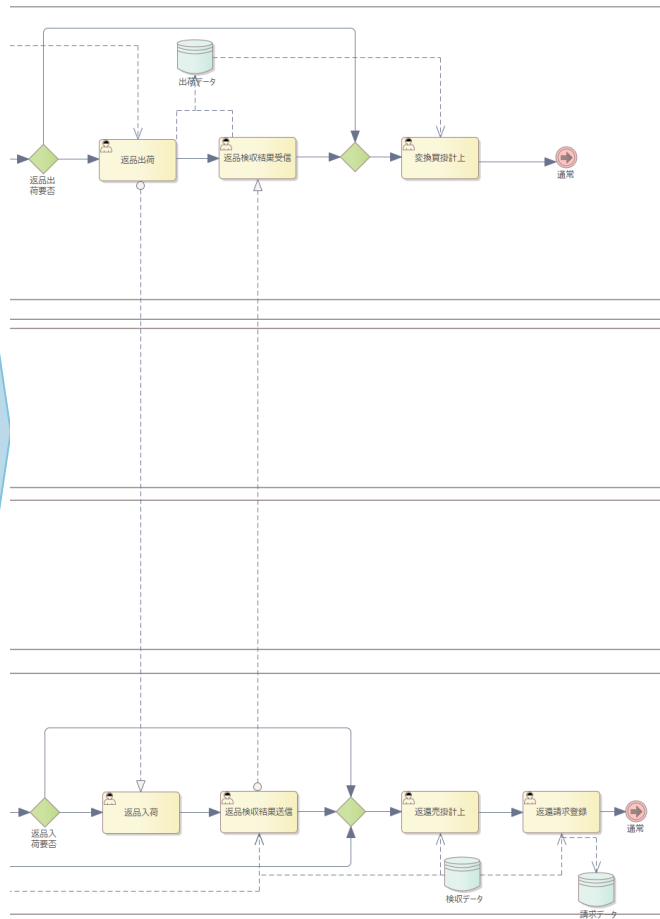 出荷データ
返品出荷
返品検収結果受信
変換買掛計上
返品出
荷要否
通常
返品入荷
返品検収結果送信
返還売掛計上
返還請求登録
返品入
荷要否
通常
検収データ
請求データ